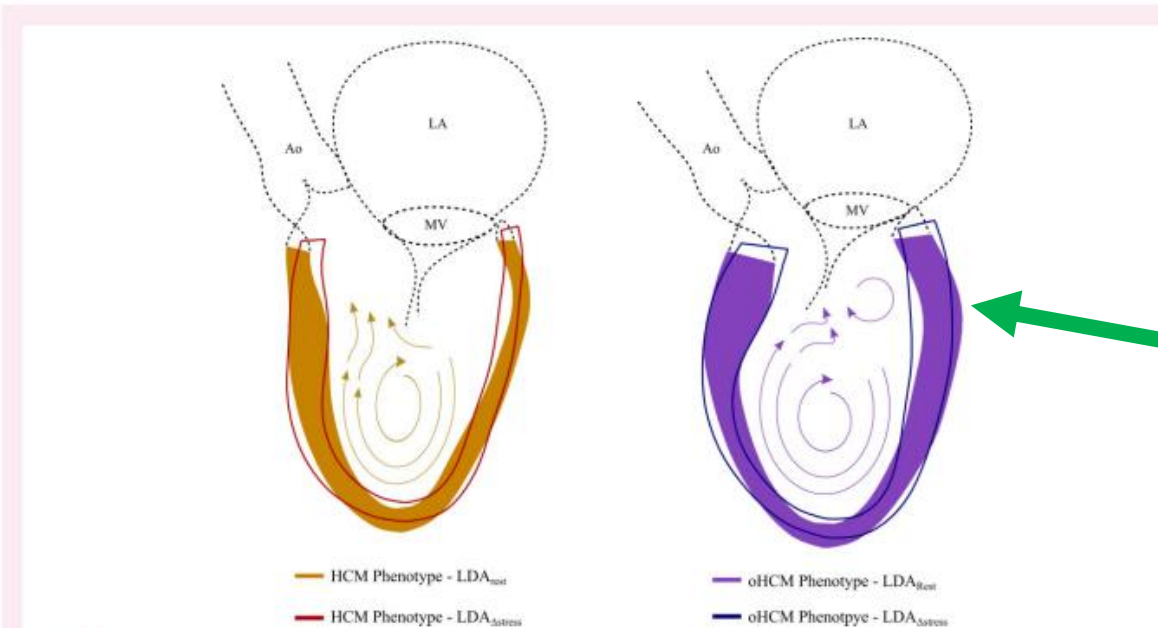 LA
LA
Ao
Ao
MV
MV
HCM Phenotype - LDArest
oHCM Phenotype - LDARest
HCM Phenotype - LDAΔstress
oHCM Phenotpye - LDAΔstress